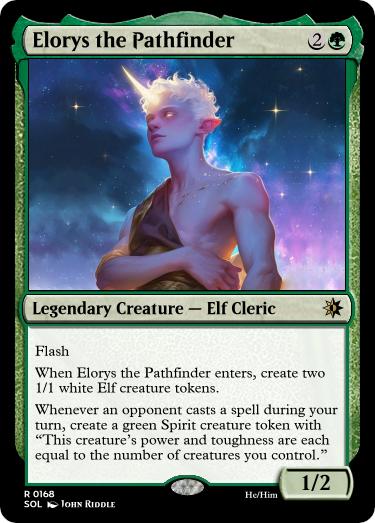 Elorys the Pathfinder 2
Legendary Creature — Elf Cleric
Flash
When Elorys the Pathfinder enters, create two
1/1 white Elf creature tokens.
Whenever an opponent casts a spell during your
turn, create a green Spirit creature token with
“This creature's power and toughness are each
equal to the number of creatures you control.”
1/2
R 0168
SOL John Riddle
He/Him